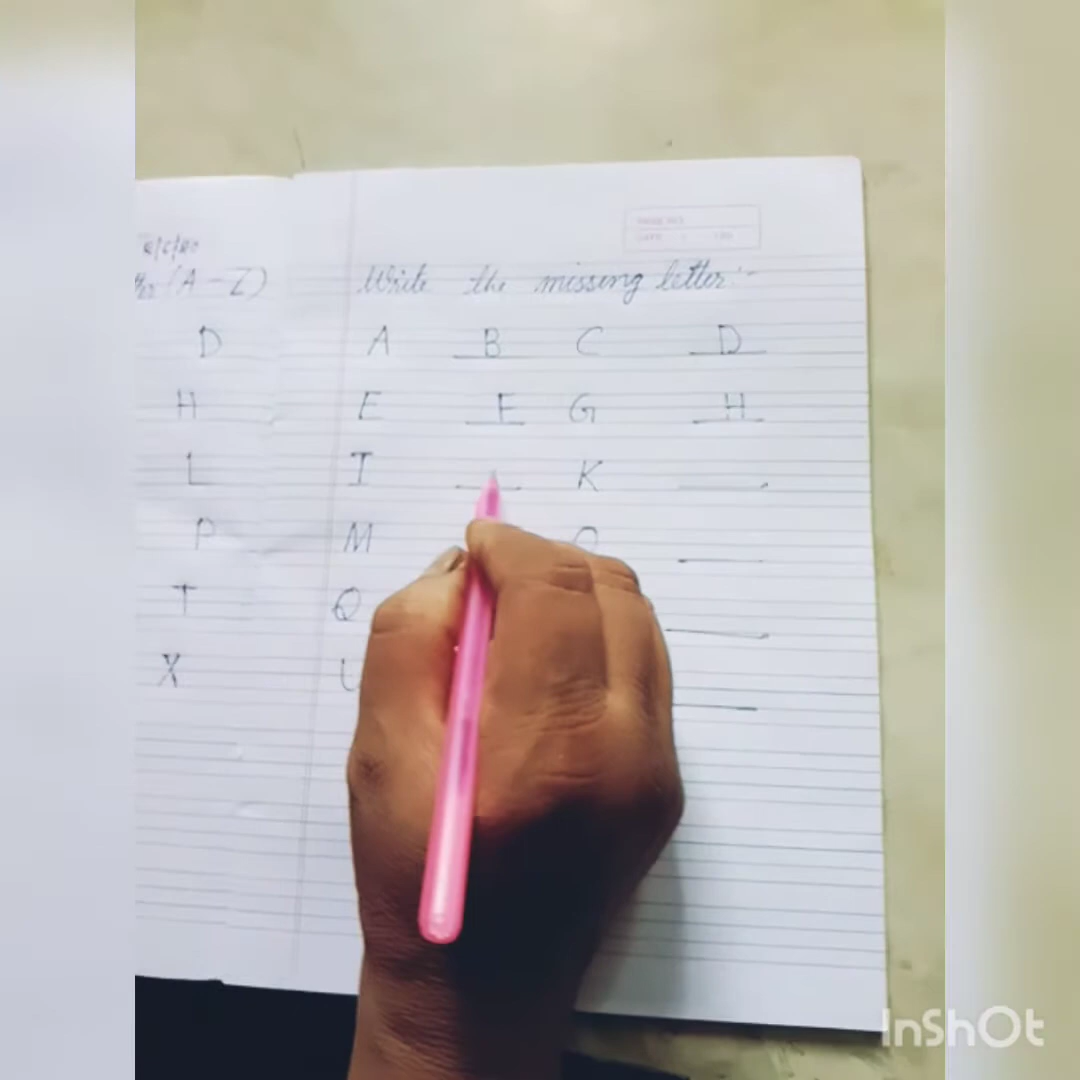 (A - Z)
D
H
L
P
T
X
Write the missing letter :-
A B C D
E F G H
I K
M O
Q
U
InShOt